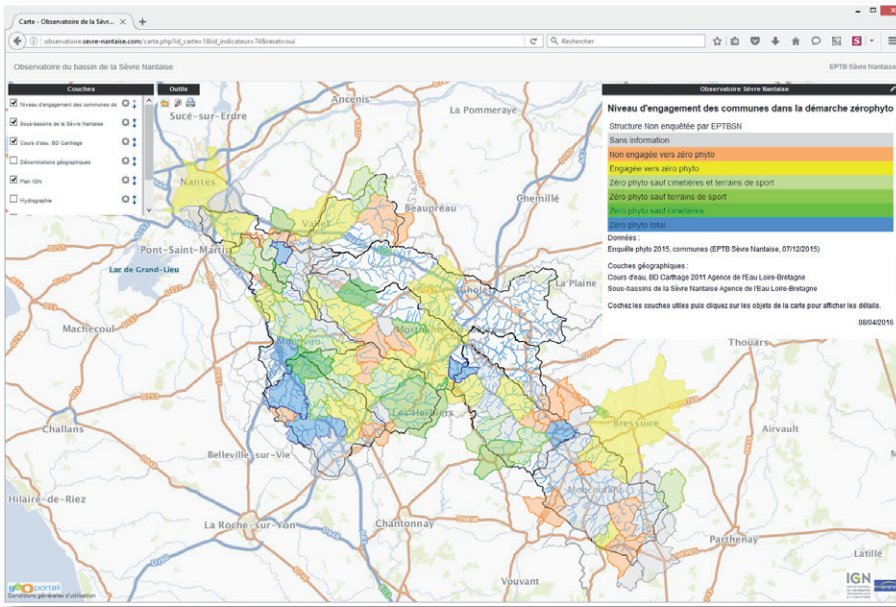 Carte - Observatoire de la Sèvr...
observatoire.sevre-nantaise.com/carte.php?id_carte=1&id_indicateur=74&reset=oui
Rechercher
Observatoire du bassin de la Sèvre Nantaise
EPTB Sèvre Nantaise
Couches
Niveau d'engagement des communes da
Sous-bassins de la Sèvre Nantaise
Cours d'eau, BD Carthage
Dénominations géographiques
Plan IGN
Hydrographie
Outils
Observatoire Sèvre Nantaise
Niveau d'engagement des communes dans la démarche zérophyto
Structure Non enquêtée par EPTBSN
Sans information
Non engagée vers zéro phyto
Engagée vers zéro phyto
Zéro phyto sauf cimetières et terrains de sport
Zéro phyto sauf terrains de sport
Zéro phyto sauf cimetières
Zéro phyto total
Données :
Enquête phyto 2015, communes (EPTB Sèvre Nantaise, 07/12/2015)
Couches géographiques :
Cours d'eau, BD Carthage 2011 Agence de l'Eau Loire-Bretagne
Sous-bassins de la Sèvre Nantaise Agence de l'Eau Loire-Bretagne
Cochez les couches utiles puis cliquez sur les objets de la carte pour afficher les détails.
08/04/2016
Ancenis
Sucé-sur-Erdre
La Pommeraye
Nantes
Beaupréau
Chemillé
Vallet
Pont-Saint-Marti
Lac de Grand-Lieu
Cholet
La Plaine
Machecoul
Thouars
Les Herbiers
Bressuire
Challans
Airvault
Belleville-sur-Vie
Hilaire-de-Riez
Moncoutant
La Roche-sur-Yon
Chantonnay
Parthenay
Latillé
Vouvant
géoportail
Conditions générales d'utilisation
IGN